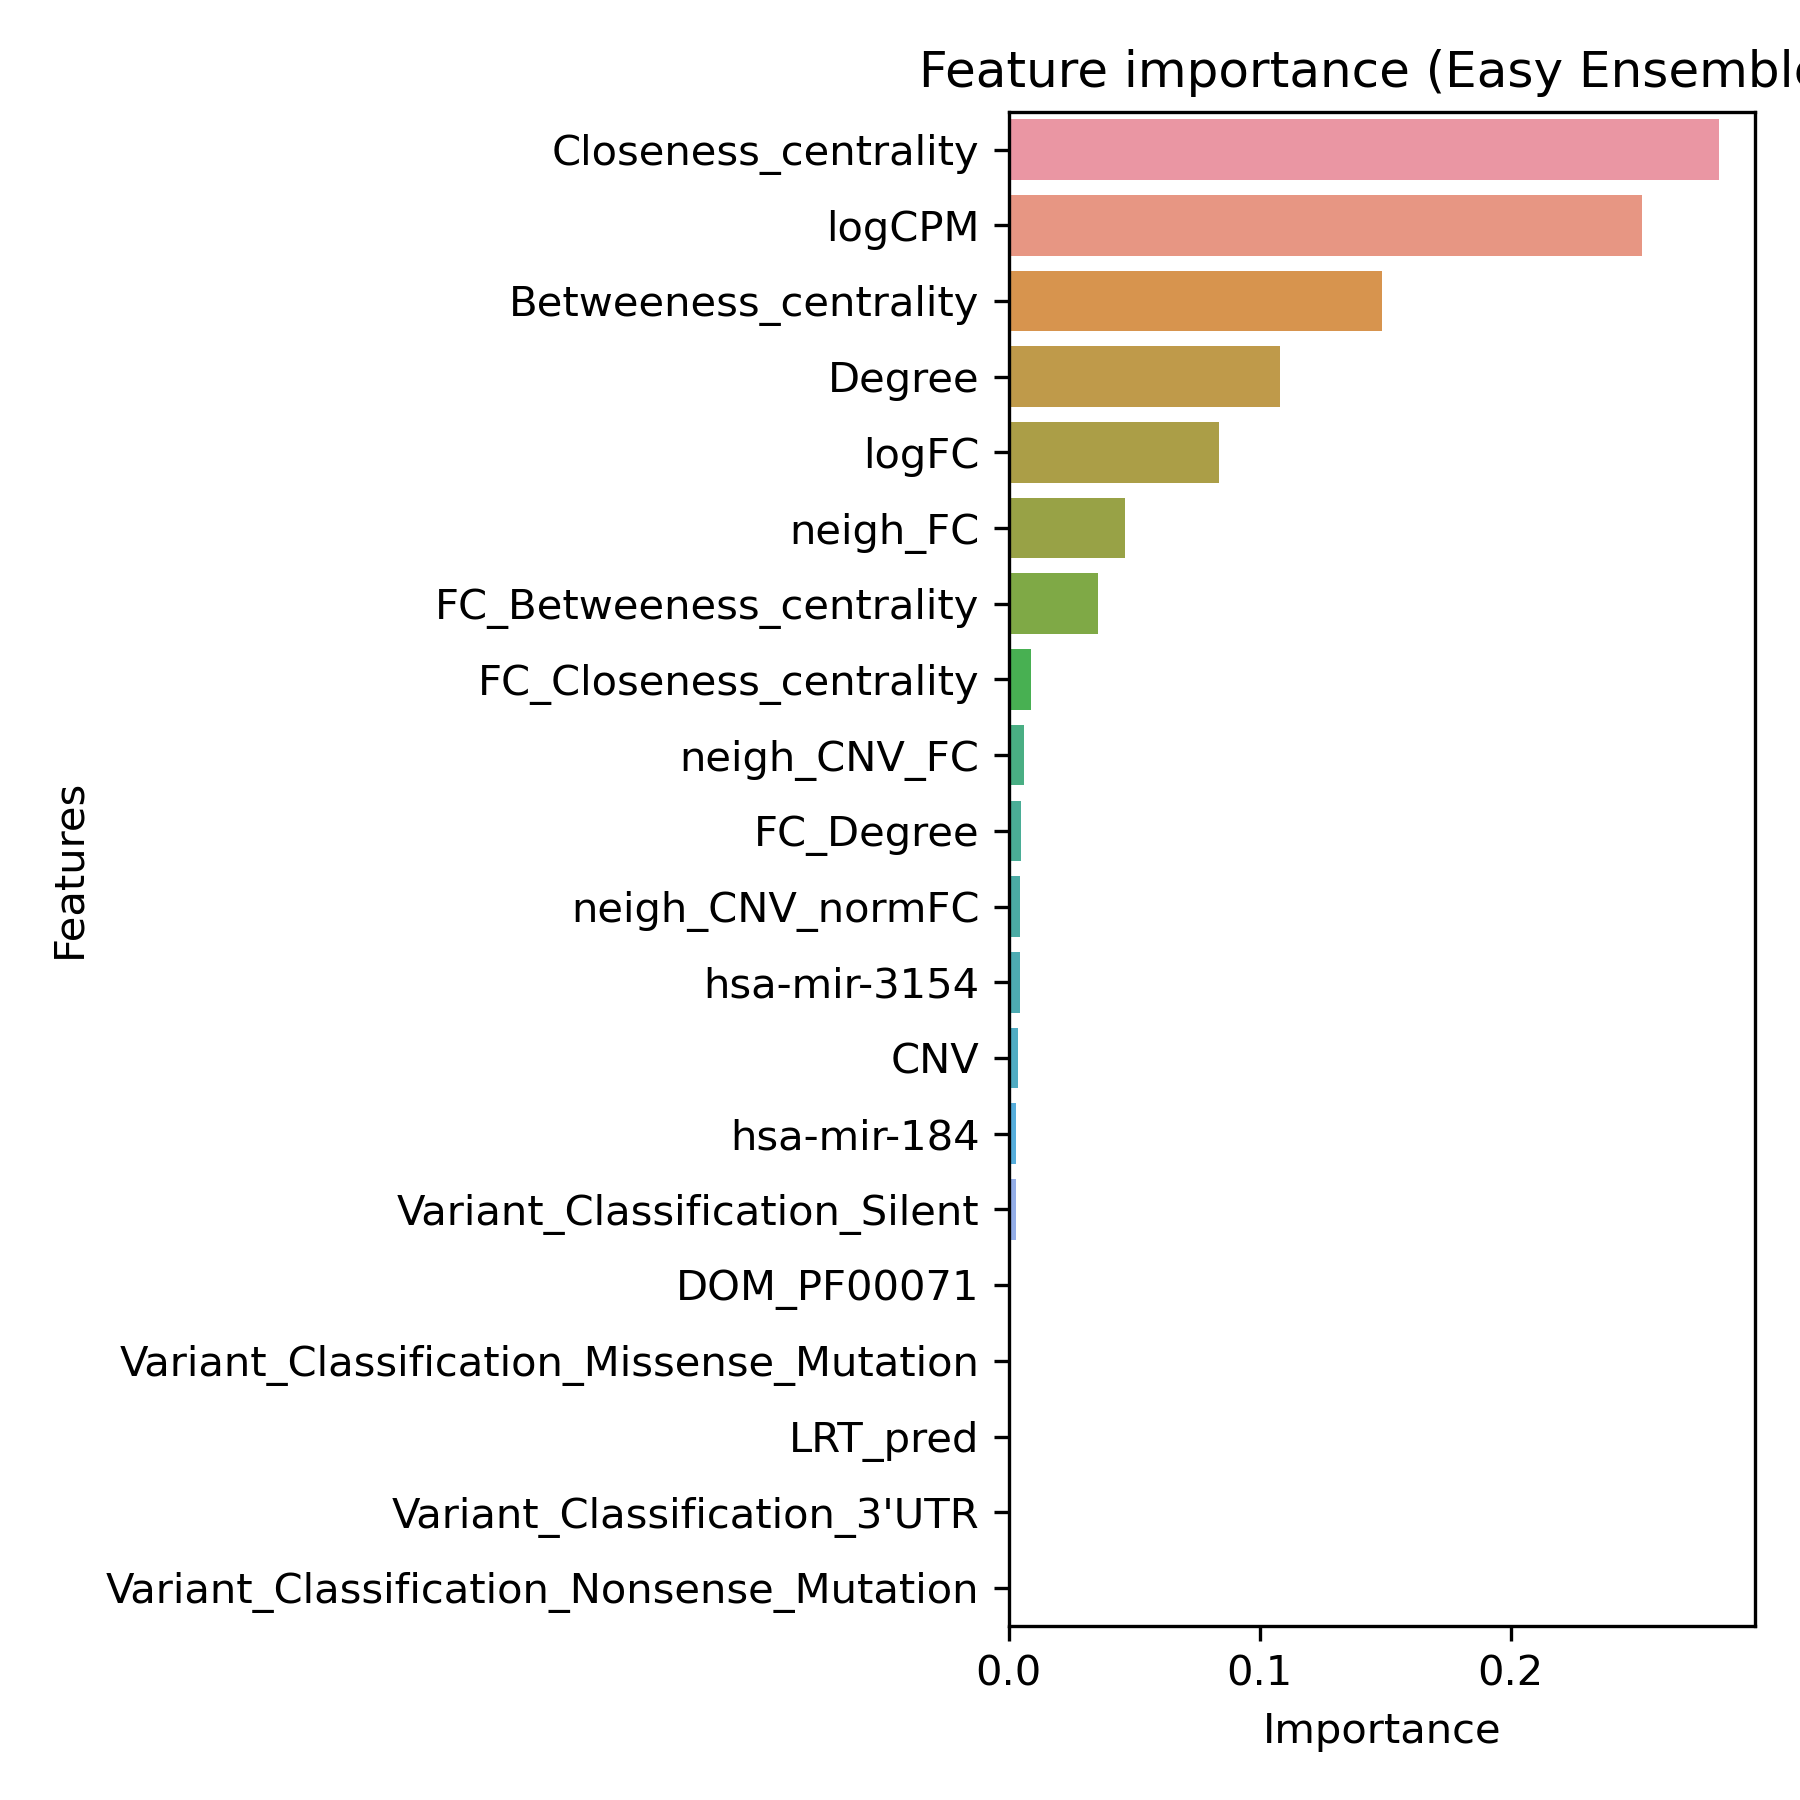 Feature importance (Easy Ensemble
Closeness_centrality
logCPM
Betweeness_centrality
Degree
logFC
neigh_FC
FC_Betweeness_centrality
FC_Closeness_centrality
neigh_CNV_FC
FC_Degree
neigh_CNV_normFC
hsa-mir-3154
CNV
hsa-mir-184
Variant_Classification_Silent
DOM_PF00071
Variant_Classification_Missense_Mutation
LRT_pred
Variant_Classification_3'UTR
Variant_Classification_Nonsense_Mutation
Features
0.0 0.1 0.2
Importance